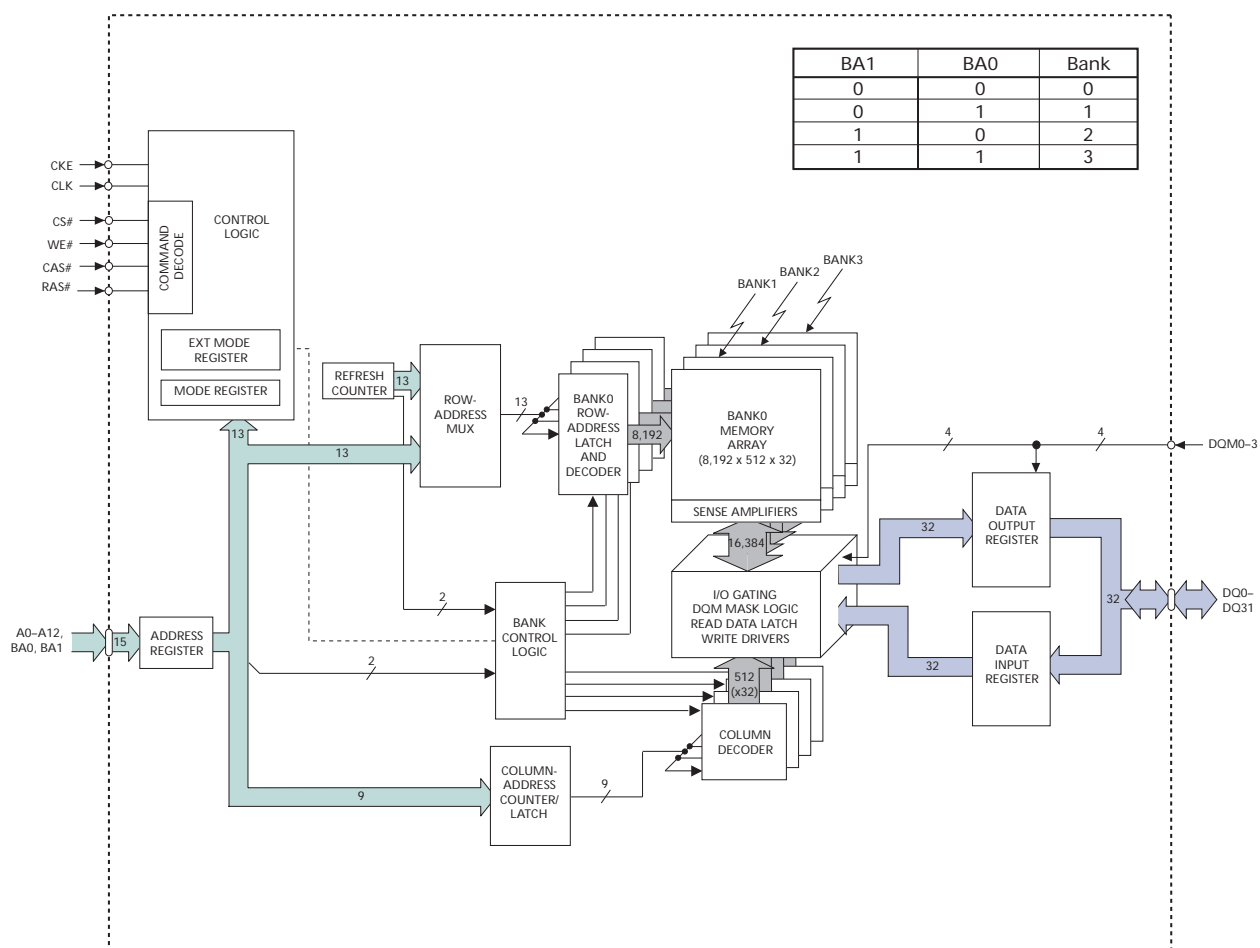 BA1 BA0 Bank
0 0 0
0 1 1
1 0 2
1 1 3
CKE
CLK
CS#
WE#
CAS#
RAS#
COMMAND
DECODE
CONTROL
LOGIC
EXT MODE
REGISTER
MODE REGISTER
13
REFRESH
COUNTER
13
13
ROW-
ADDRESS
MUX
13
BANK0
ROW-
ADDRESS
LATCH
AND
DECODER
8,192
BANK1
BANK2
BANK3
BANK0
MEMORY
ARRAY
(8,192 x 512 x 32)
SENSE AMPLIFIERS
16,384
I/O GATING
DQM MASK LOGIC
READ DATA LATCH
WRITE DRIVERS
512
(x32)
COLUMN
DECODER
4
4
DQM0–3
32
DATA
OUTPUT
REGISTER
32
DQ0–
DQ31
32
DATA
INPUT
REGISTER
A0–A12,
BA0, BA1
15
ADDRESS
REGISTER
2
2
BANK
CONTROL
LOGIC
9
COLUMN-
ADDRESS
COUNTER/
LATCH
9